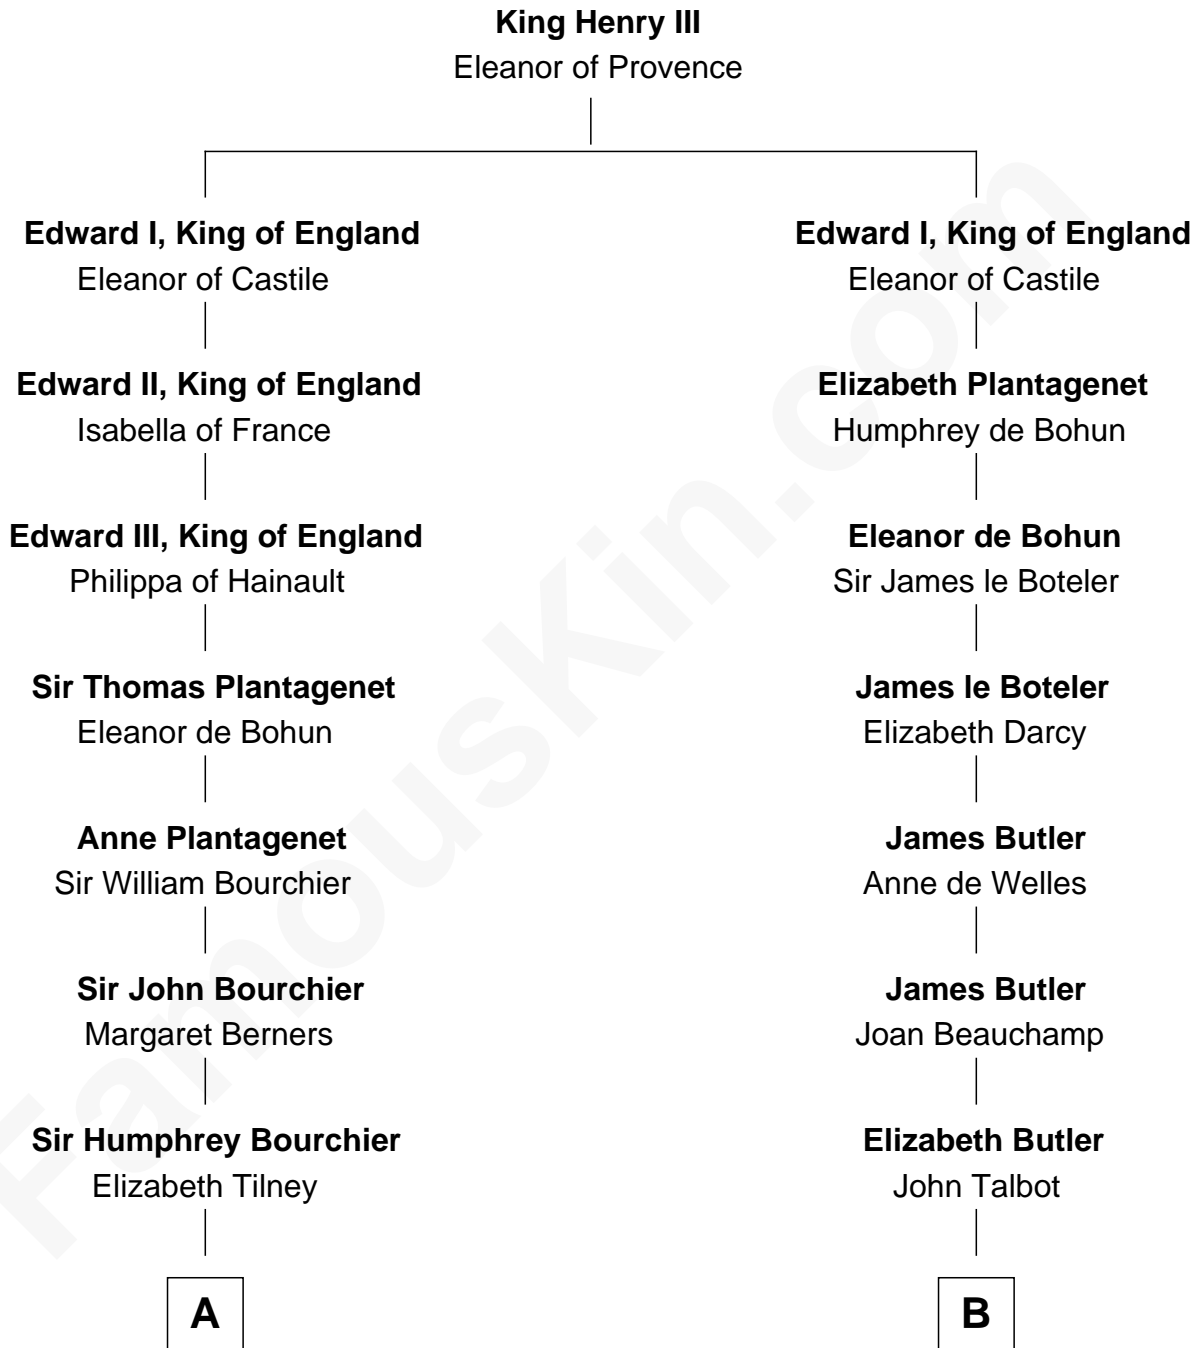 King Henry III
Eleanor of Provence
Edward I, King of England
Eleanor of Castile
Edward I, King of England
Eleanor of Castile
Edward II, King of England
Isabella of France
Elizabeth Plantagenet
Humphrey de Bohun
Edward III, King of England
Philippa of Hainault
Eleanor de Bohun
Sir James le Boteler
Sir Thomas Plantagenet
Eleanor de Bohun
James le Boteler
Elizabeth Darcy
Anne Plantagenet
Sir William Bourchier
James Butler
Anne de Welles
Sir John Bourchier
Margaret Berners
James Butler
Joan Beauchamp
Sir Humphrey Bourchier
Elizabeth Tilney
Elizabeth Butler
John Talbot
A
B
FamousKin.com